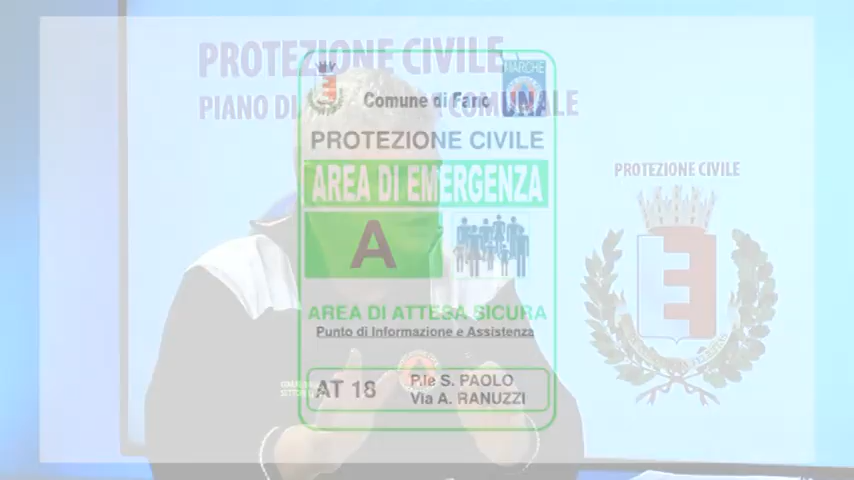 PROTEZIONE CIVILE
PIANO DI COMUNALE
MARCHE
Comune di Fano
PROTEZIONE CIVILE
AREA DI EMERGENZA
A
PROTEZIONE CIVILE
AREA DI ATTESA SICURA
Punto di Informazione e Assistenza
AT 18
P.le S. PAOLO
Via A. RANUZZI